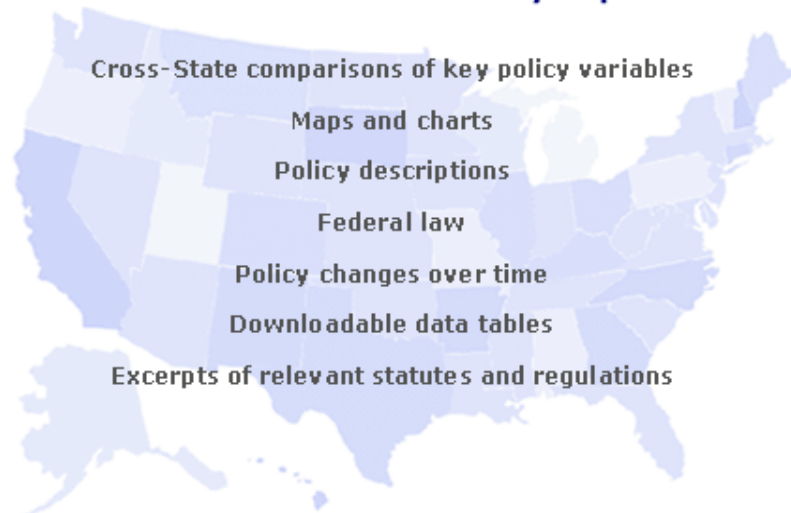 Cross-State comparisons of key policy variables
Maps and charts
Policy descriptions
Federal law
Policy changes over time
Downloadable data tables
Excerpts of relevant statutes and regulations